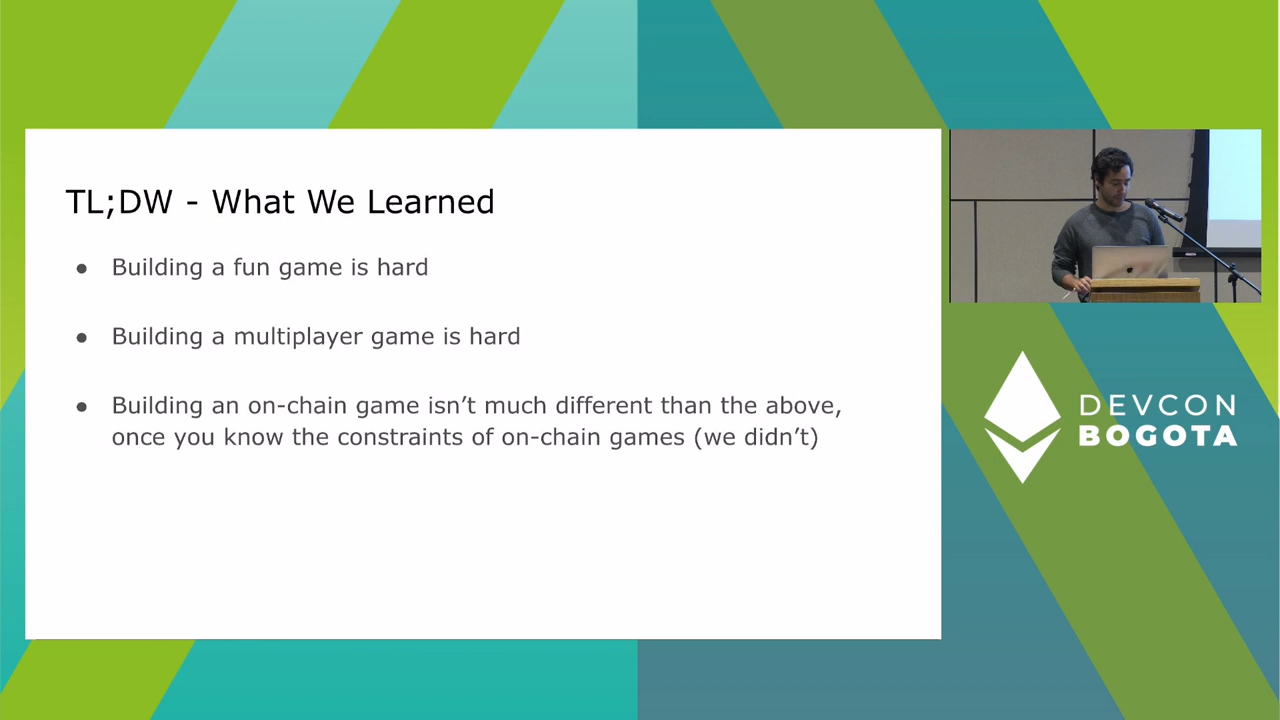 TL;DW - What We Learned
● Building a fun game is hard
● Building a multiplayer game is hard
● Building an on-chain game isn’t much different than the above,
once you know the constraints of on-chain games (we didn’t)
DEVCON
BOGOTA